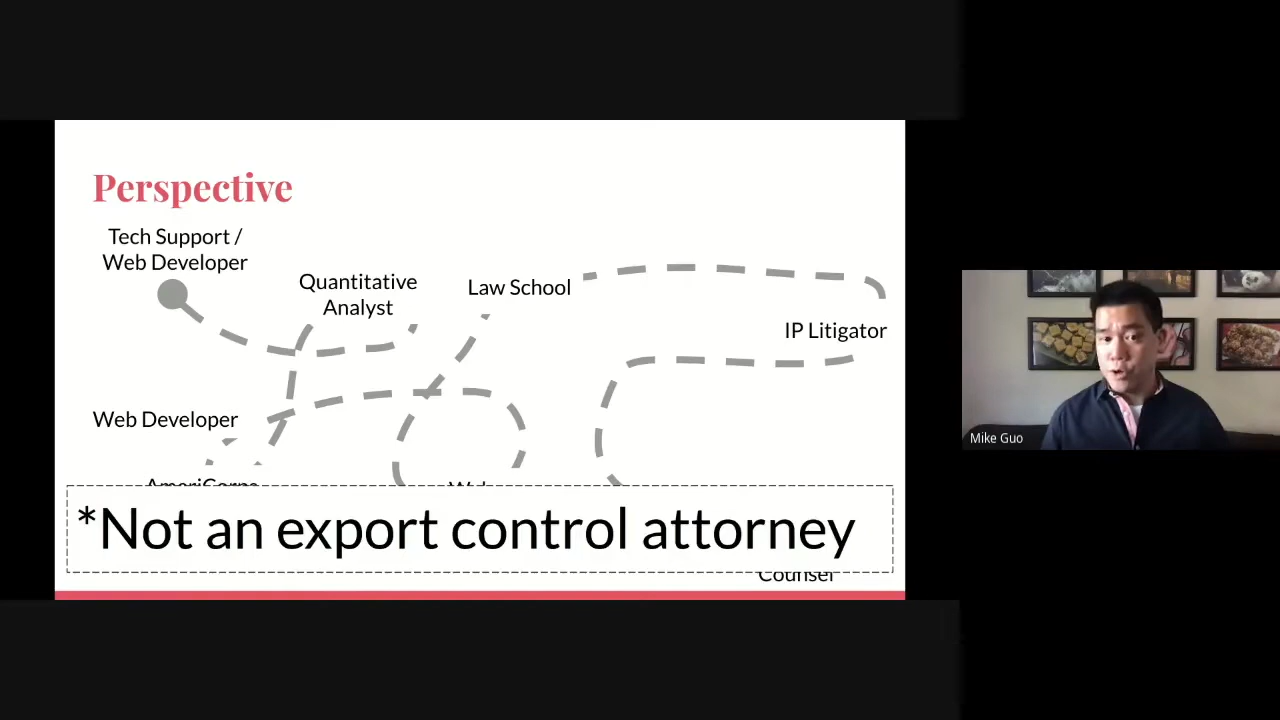 Perspective
Tech Support /
Web Developer
Quantitative
Analyst
Law School
IP Litigator
Web Developer
AmeriCorps
*Not an export control attorney
Counsel
Mike Guo